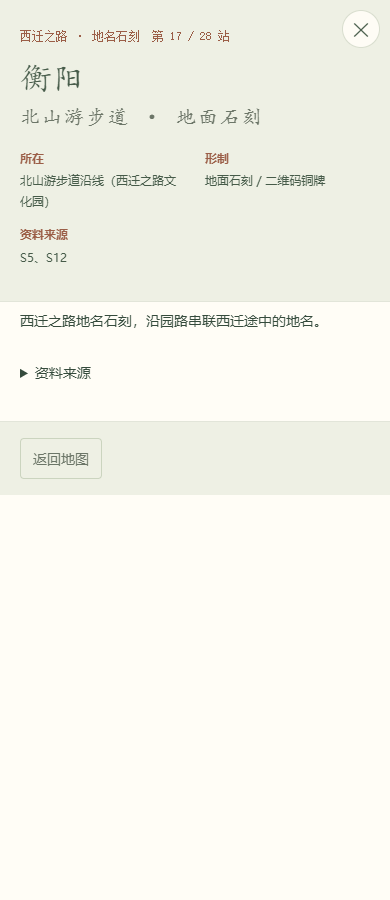 西迁之路 · 地名石刻 第 17 / 28 站
衡阳
北山游步道 • 地面石刻
所在
北山游步道沿线（西迁之路文
化园）
形制
地面石刻 / 二维码铜牌
资料来源
S5、S12
西迁之路地名石刻，沿园路串联西迁途中的地名。
资料来源
返回地图